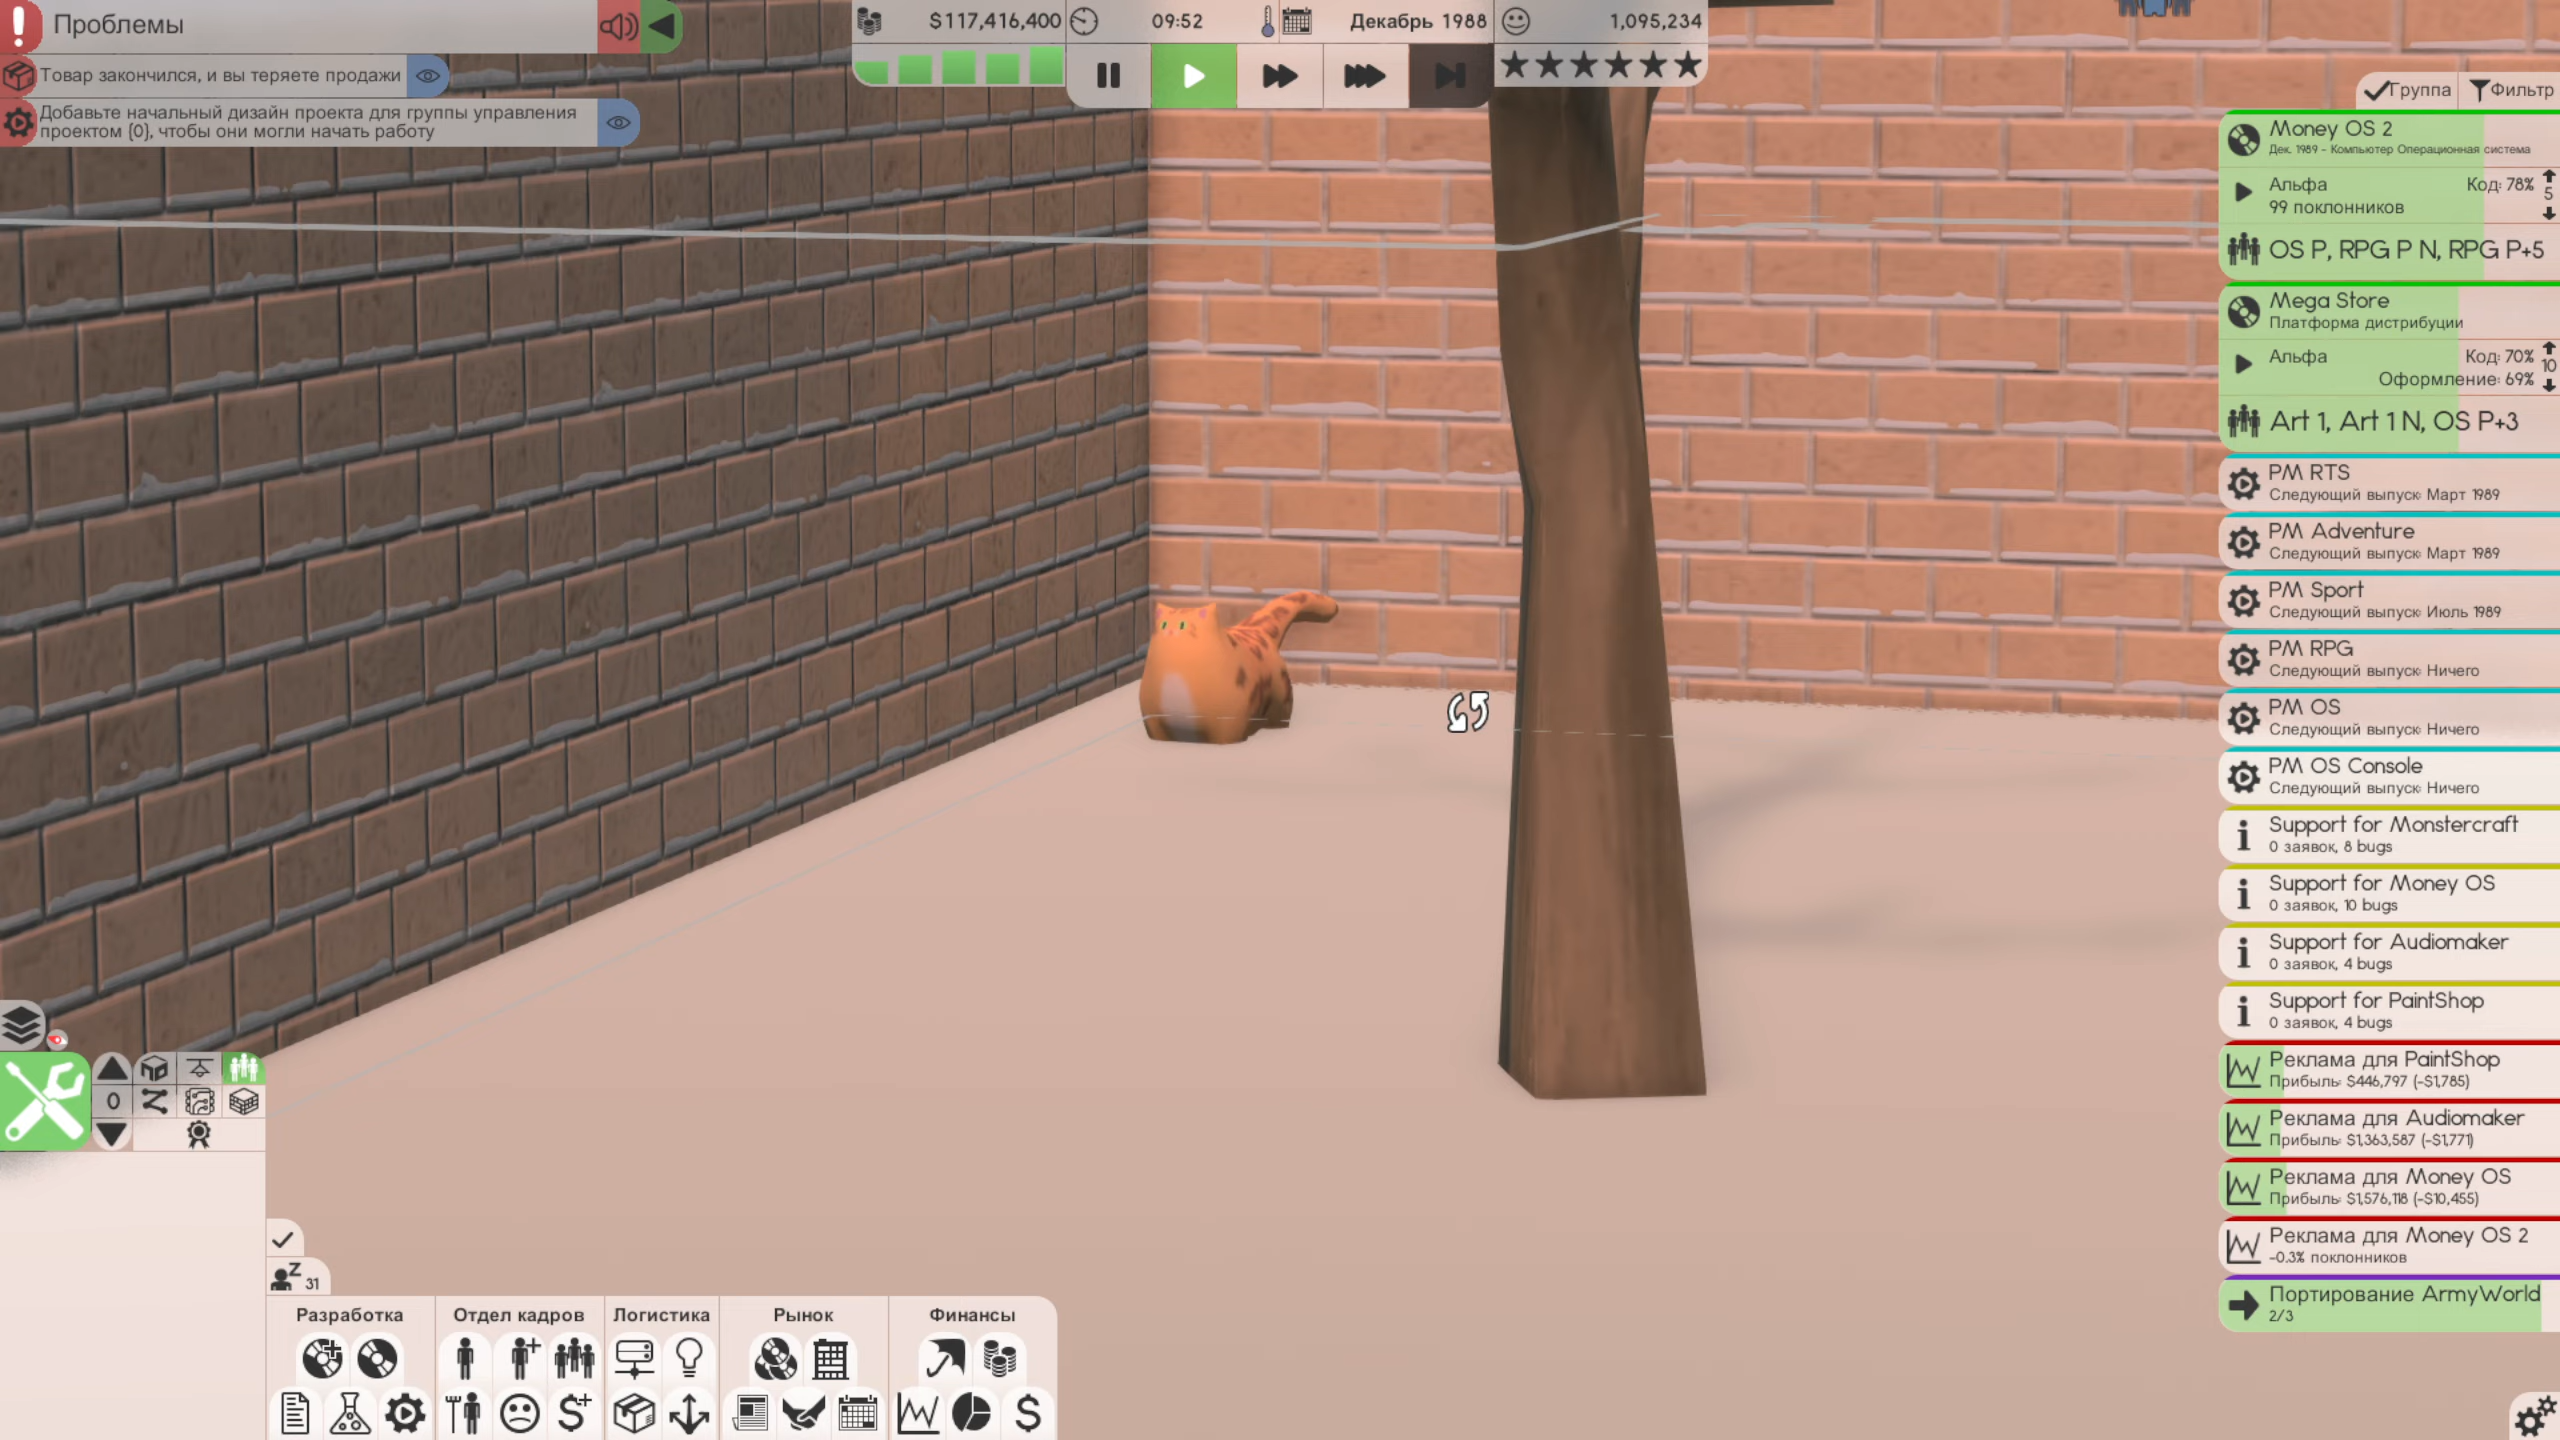 Проблемы
Товар закончился, и вы теряете продажи
Добавьте начальный дизайн проекта для группы управления
проектом {0}, чтобы они могли начать работу
$117,416,400
09:52
Декабрь 1988
1,095,234
Группа
Фильтр
Money OS 2
Дек. 1989 - Компьютер Операционная система
Альфа
Код: 78%
5
99 поклонников
OS P, RPG P N, RPG P+5
Mega Store
Платформа дистрибуции
Альфа
Код: 70%
10
Оформление: 69%
Art 1, Art 1 N, OS P+3
PM RTS
Следующий выпуск: Март 1989
PM Adventure
Следующий выпуск: Март 1989
PM Sport
Следующий выпуск: Июль 1989
PM RPG
Следующий выпуск: Ничего
PM OS
Следующий выпуск: Ничего
PM OS Console
Следующий выпуск: Ничего
Support for Monstercraft
0 заявок, 8 bugs
Support for Money OS
0 заявок, 10 bugs
Support for Audiomaker
0 заявок, 4 bugs
Support for PaintShop
0 заявок, 4 bugs
Реклама для PaintShop
Прибыль: $446,797 (-$1,785)
Реклама для Audiomaker
Прибыль: $1,363,587 (-$1,771)
Реклама для Money OS
Прибыль: $1,576,118 (-$10,455)
Реклама для Money OS 2
-0.3% поклонников
Портирование ArmyWorld
2/3
0
Z 31
Разработка
Отдел кадров
Логистика
Рынок
Финансы